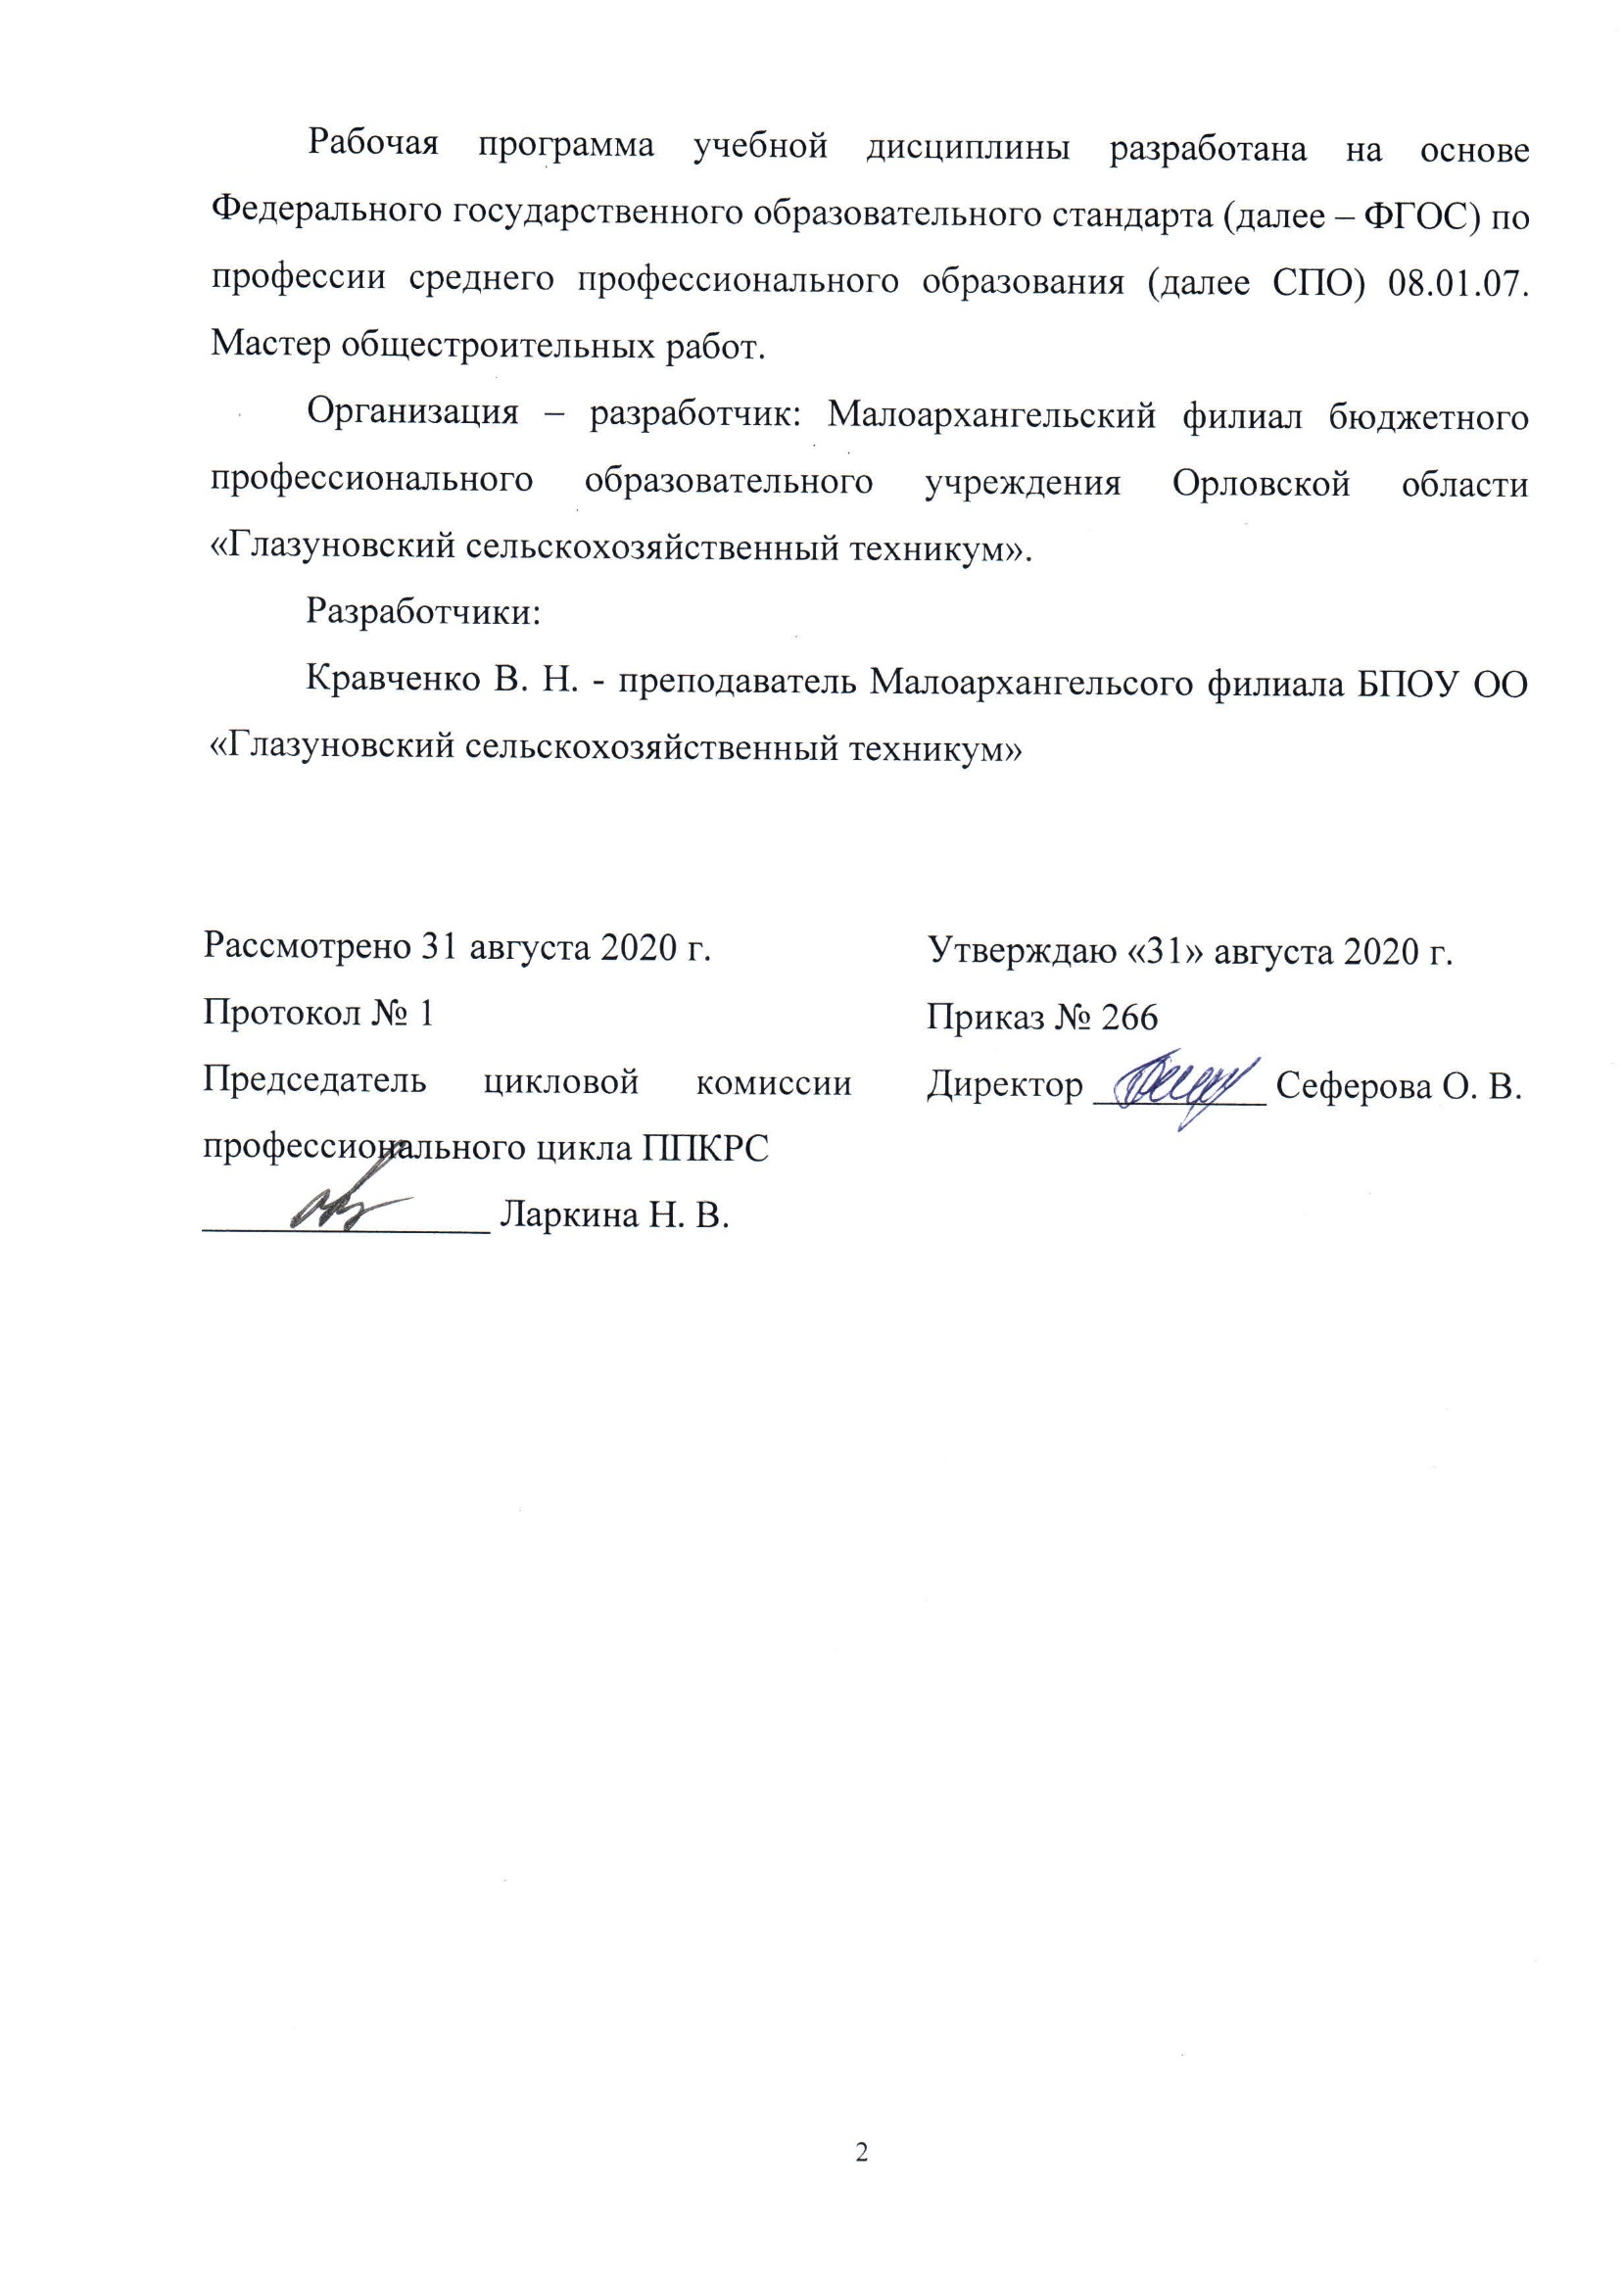 Рабочая программа учебной дисциплины разработана на основе
Федерального государственного образовательного стандарта (далее – ФГОС) по
профессии среднего профессионального образования (далее СПО) 08.01.07.
Мастер общестроительных работ.
Организация – разработчик: Малоархангельский филиал бюджетного
профессионального образовательного учреждения Орловской области
«Глазуновский сельскохозяйственный техникум».
Разработчики:
Кравченко В. Н. - преподаватель Малоархангельсого филиала БПОУ ОО
«Глазуновский сельскохозяйственный техникум»
Рассмотрено 31 августа 2020 г.
Протокол № 1
Председатель цикловой комиссии
профессионального цикла ППКРС
Ларкина Н. В.
Утверждаю «31» августа 2020 г.
Приказ № 266
Директор Сеферова О. В.
2